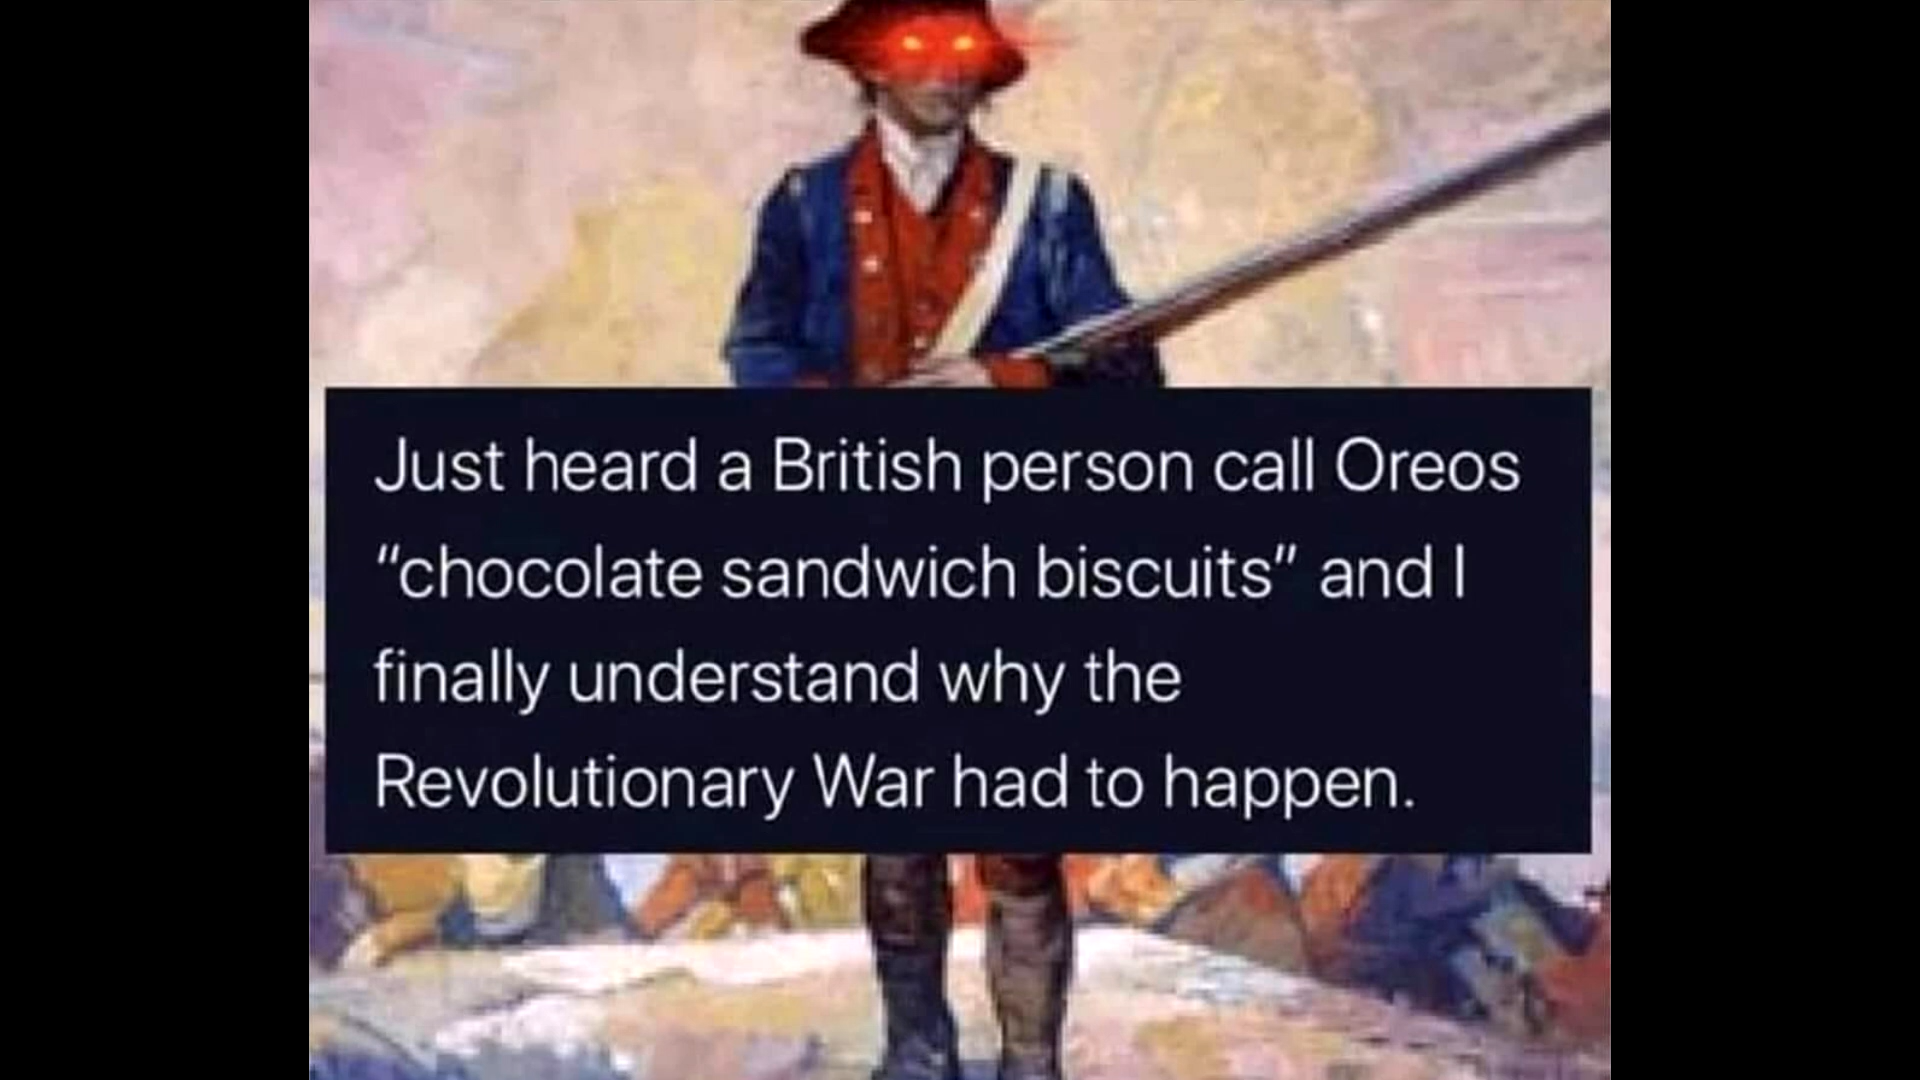 Just heard a British person call Oreos
"chocolate sandwich biscuits" and I
finally understand why the
Revolutionary War had to happen.